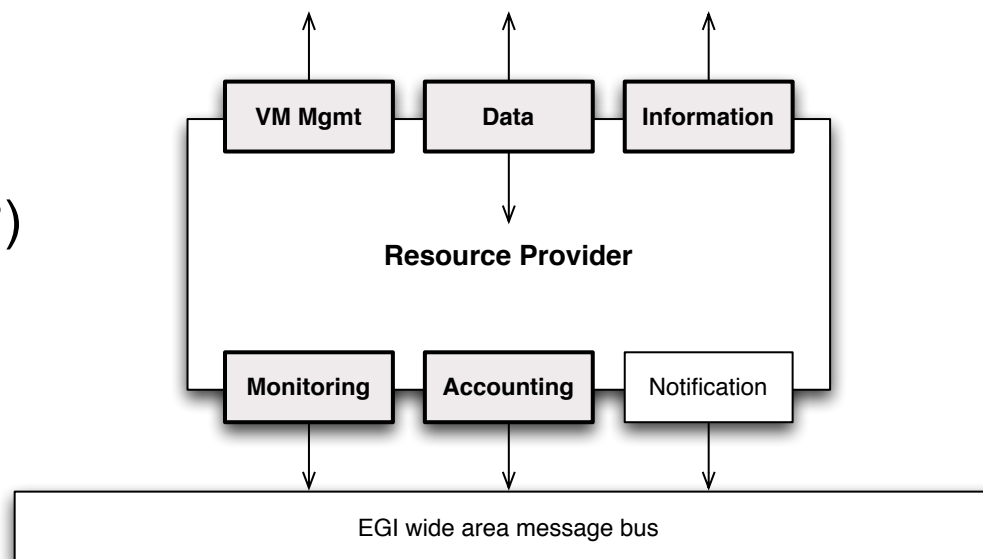 VM Mgmt
Data
Information
)
Resource Provider
Monitoring
Accounting
Notification
EGI wide area message bus